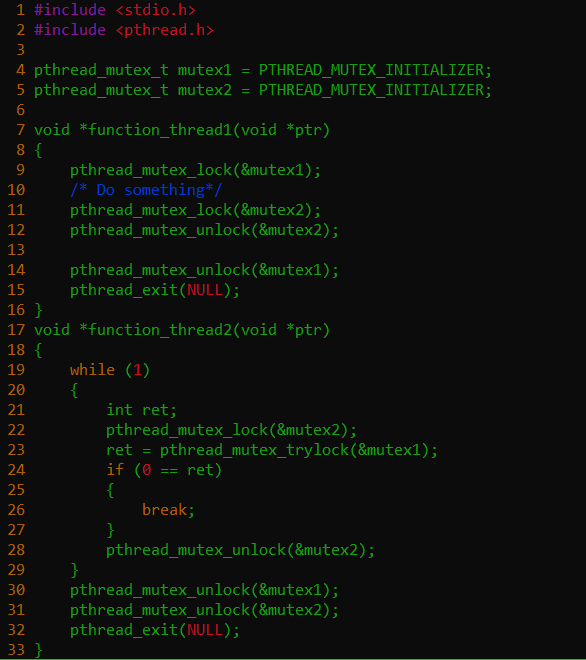 1 #include <stdio.h>
2 #include <pthread.h>
3
4 pthread_mutex_t mutex1 = PTHREAD_MUTEX_INITIALIZER;
5 pthread_mutex_t mutex2 = PTHREAD_MUTEX_INITIALIZER;
6
7 void *function_thread1(void *ptr)
8 {
9     pthread_mutex_lock(&mutex1);
10     /* Do something*/
11     pthread_mutex_lock(&mutex2);
12     pthread_mutex_unlock(&mutex2);
13
14     pthread_mutex_unlock(&mutex1);
15     pthread_exit(NULL);
16 }
17 void *function_thread2(void *ptr)
18 {
19     while (1)
20     {
21         int ret;
22         pthread_mutex_lock(&mutex2);
23         ret = pthread_mutex_trylock(&mutex1);
24         if (0 == ret)
25         {
26             break;
27         }
28         pthread_mutex_unlock(&mutex2);
29     }
30     pthread_mutex_unlock(&mutex1);
31     pthread_mutex_unlock(&mutex2);
32     pthread_exit(NULL);
33 }